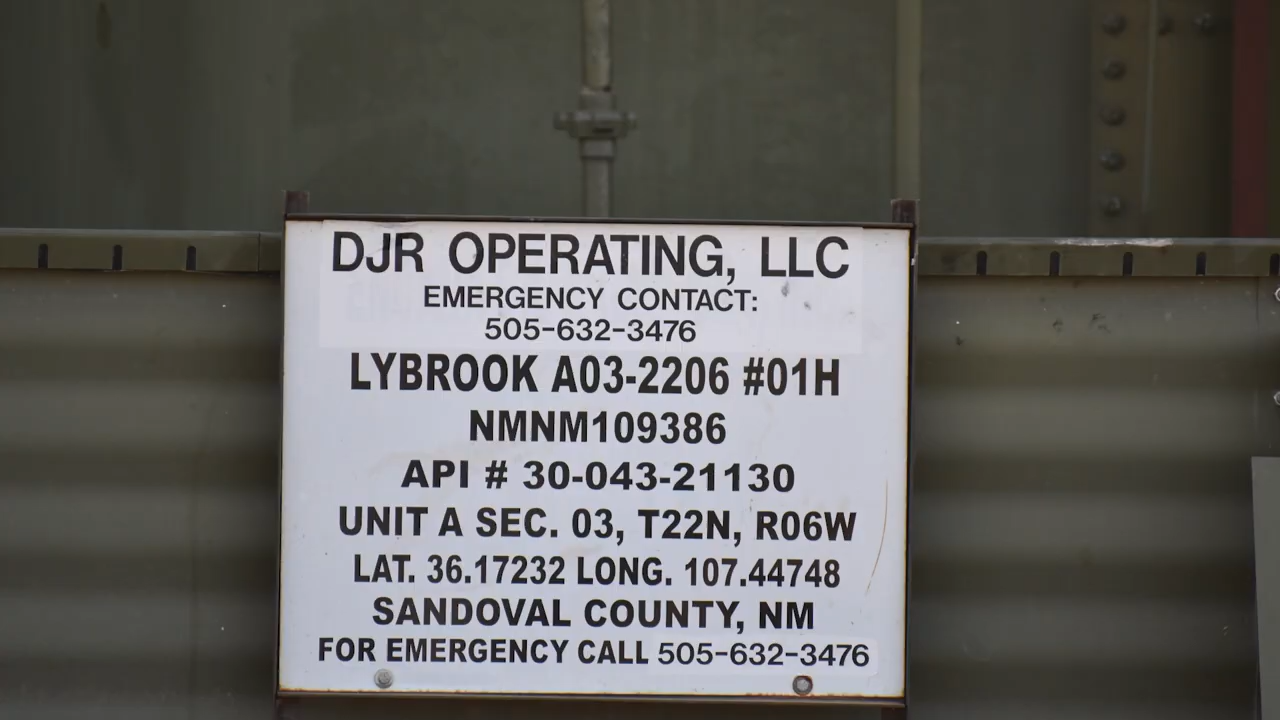 DJR OPERATING, LLC
EMERGENCY CONTACT:
505-632-3476
LYBROOK A03-2206 #01H
NMNM109386
API # 30-043-21130
UNIT A SEC. 03, T22N, R06W
LAT. 36.17232 LONG. 107.44748
SANDOVAL COUNTY, NM
FOR EMERGENCY CALL 505-632-3476